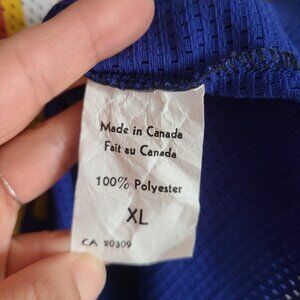 Made in Canada
Fait au Canada
100% Polyester
XL
CA 20309